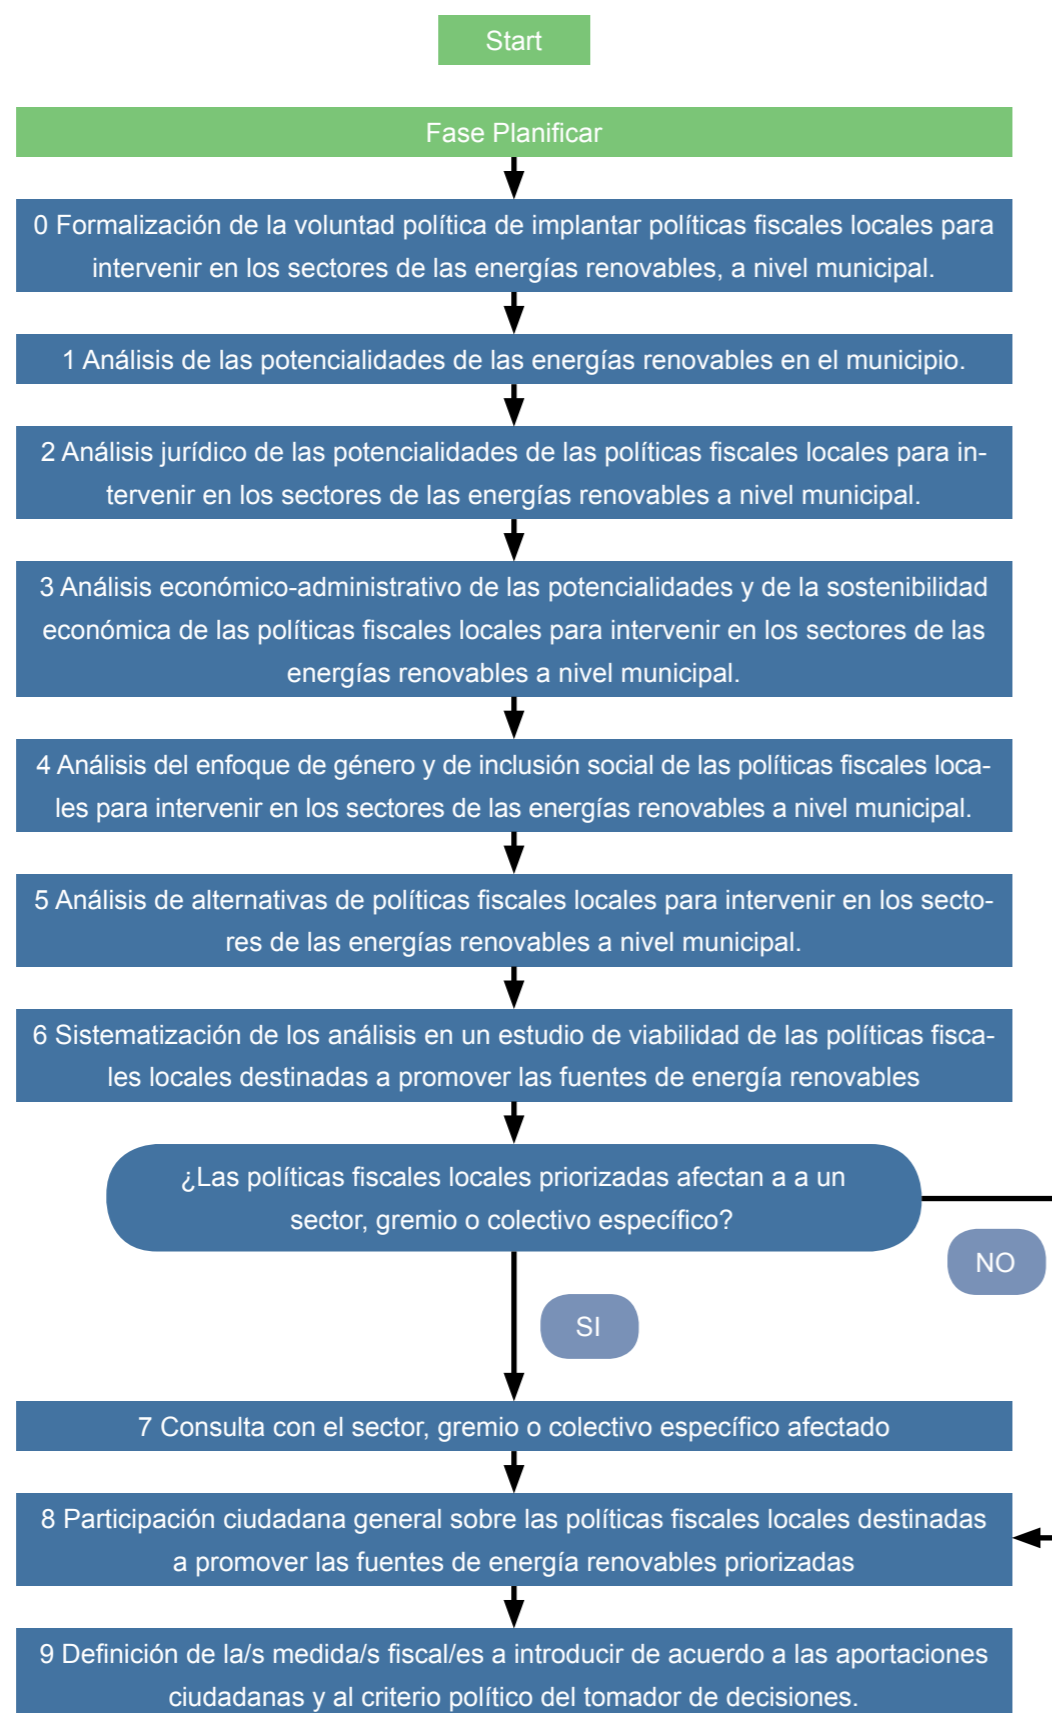 Start
Fase Planificar
0 Formalización de la voluntad política de implantar políticas fiscales locales para
intervenir en los sectores de las energías renovables, a nivel municipal.
1 Análisis de las potencialidades de las energías renovables en el municipio.
2 Análisis jurídico de las potencialidades de las políticas fiscales locales para in-
tervenir en los sectores de las energías renovables a nivel municipal.
3 Análisis económico-administrativo de las potencialidades y de la sostenibilidad
económica de las políticas fiscales locales para intervenir en los sectores de las
energías renovables a nivel municipal.
4 Análisis del enfoque de género y de inclusión social de las políticas fiscales loca-
les para intervenir en los sectores de las energías renovables a nivel municipal.
5 Análisis de alternativas de políticas fiscales locales para intervenir en los secto-
res de las energías renovables a nivel municipal.
6 Sistematización de los análisis en un estudio de viabilidad de las políticas fisca-
les locales destinadas a promover las fuentes de energía renovables
¿Las políticas fiscales locales priorizadas afectan a a un
sector, gremio o colectivo específico?
NO
SI
7 Consulta con el sector, gremio o colectivo específico afectado
8 Participación ciudadana general sobre las políticas fiscales locales destinadas
a promover las fuentes de energía renovables priorizadas
9 Definición de la/s medida/s fiscal/es a introducir de acuerdo a las aportaciones
ciudadanas y al criterio político del tomador de decisiones.